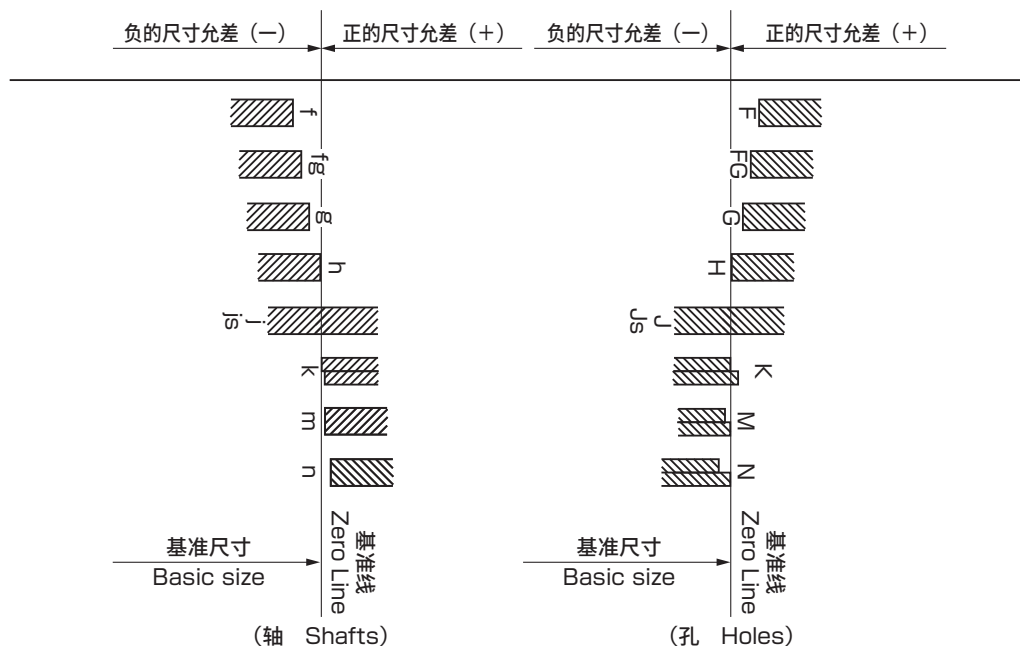 负的尺寸允差（—）
正的尺寸允差（＋）
负的尺寸允差（—）
正的尺寸允差（＋）
f
F
fg
FG
g
G
h
H
j
js
J
Js
k
K
m
M
n
N
基准线
Zero Line
基准线
Zero Line
基准尺寸
Basic size
基准尺寸
Basic size
（轴 Shafts）
（孔 Holes）